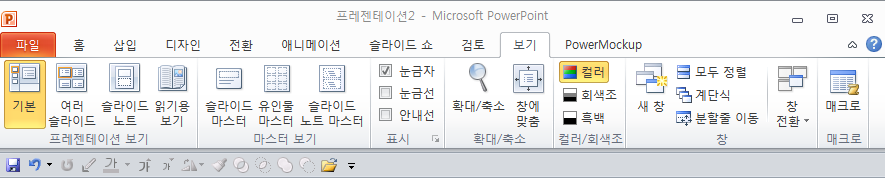 프레젠테이션2 - Microsoft PowerPoint
파일 홈 삽입 디자인 전환 애니메이션 슬라이드 쇼 검토 보기 PowerMockup
기본
여러
슬라이드
슬라이드
노트
읽기용
보기
프레젠테이션 보기
슬라이드
마스터
유인물
마스터
슬라이드
노트 마스터
마스터 보기
눈금자
눈금선
안내선
표시
확대/축소
창에
맞춤
확대/축소
컬러
회색조
흑백
컬러/회색조
새 창
모두 정렬
계단식
분할줄 이동
창
전환
창
매크로
매크로
가 가 가